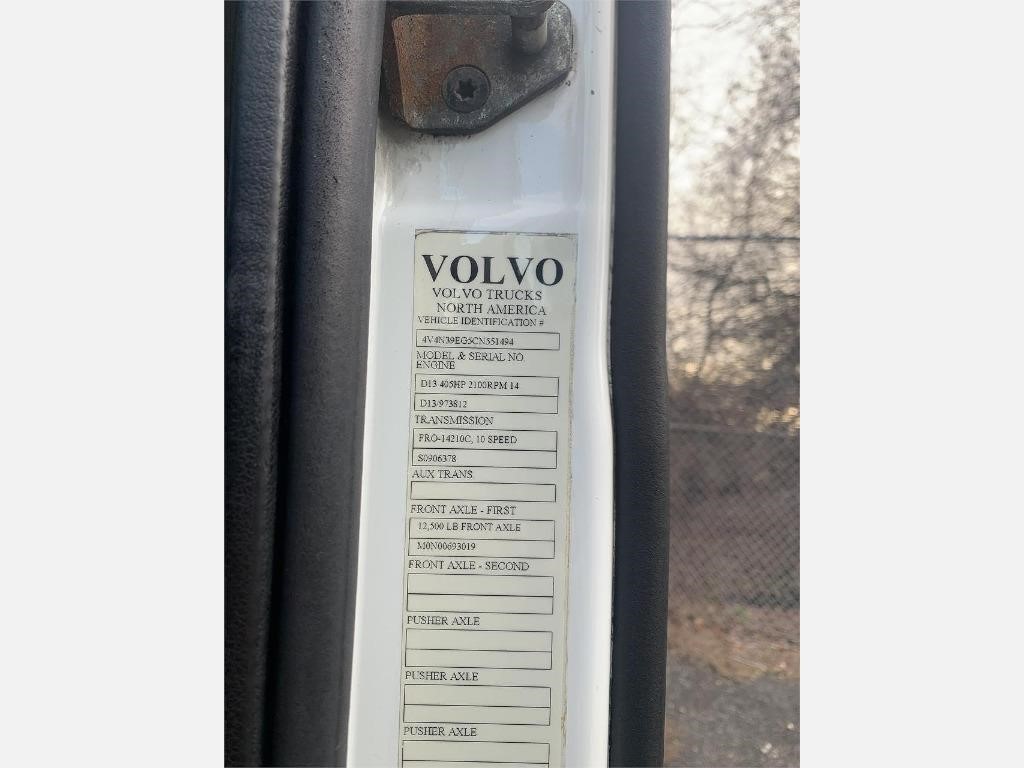 VOLVO
VOLVO TRUCKS
NORTH AMERICA
VEHICLE IDENTIFICATION #
4V4N39EG5CN551494
MODEL & SERIAL NO
ENGINE
D13 405HP 2100RPM 14
D13/973812
TRANSMISSION
FRO-14210C, 10 SPEED
S0906378
AUX TRANS
FRONT AXLE - FIRST
12,500 LB FRONT AXLE
M0N00693019
FRONT AXLE - SECOND
PUSHER AXLE
PUSHER AXLE
PUSHER AXLE